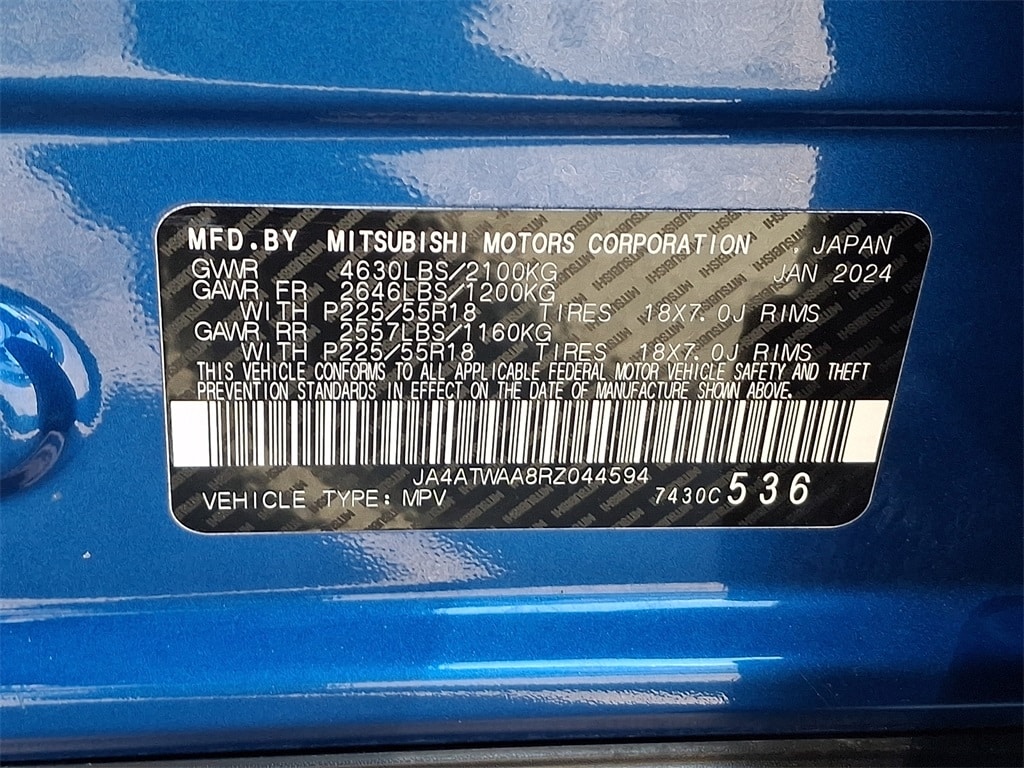 MFD.BY MITSUBISHI MOTORS CORPORATION , JAPAN
GVWR 4630LBS/2100KG JAN 2024
GAWR FR 2646LBS/1200KG
WITH P225/55R18 TIRES 18X7.0J RIMS
GAWR RR 2557LBS/1160KG
WITH P225/55R18 TIRES 18X7.0J RIMS
THIS VEHICLE CONFORMS TO ALL APPLICABLE FEDERAL MOTOR VEHICLE SAFETY AND THEFT
PREVENTION STANDARDS IN EFFECT ON THE DATE OF MANUFACTURE SHOWN ABOVE.
JA4ATWAA8RZ044594
VEHICLE TYPE: MPV 7430C 536